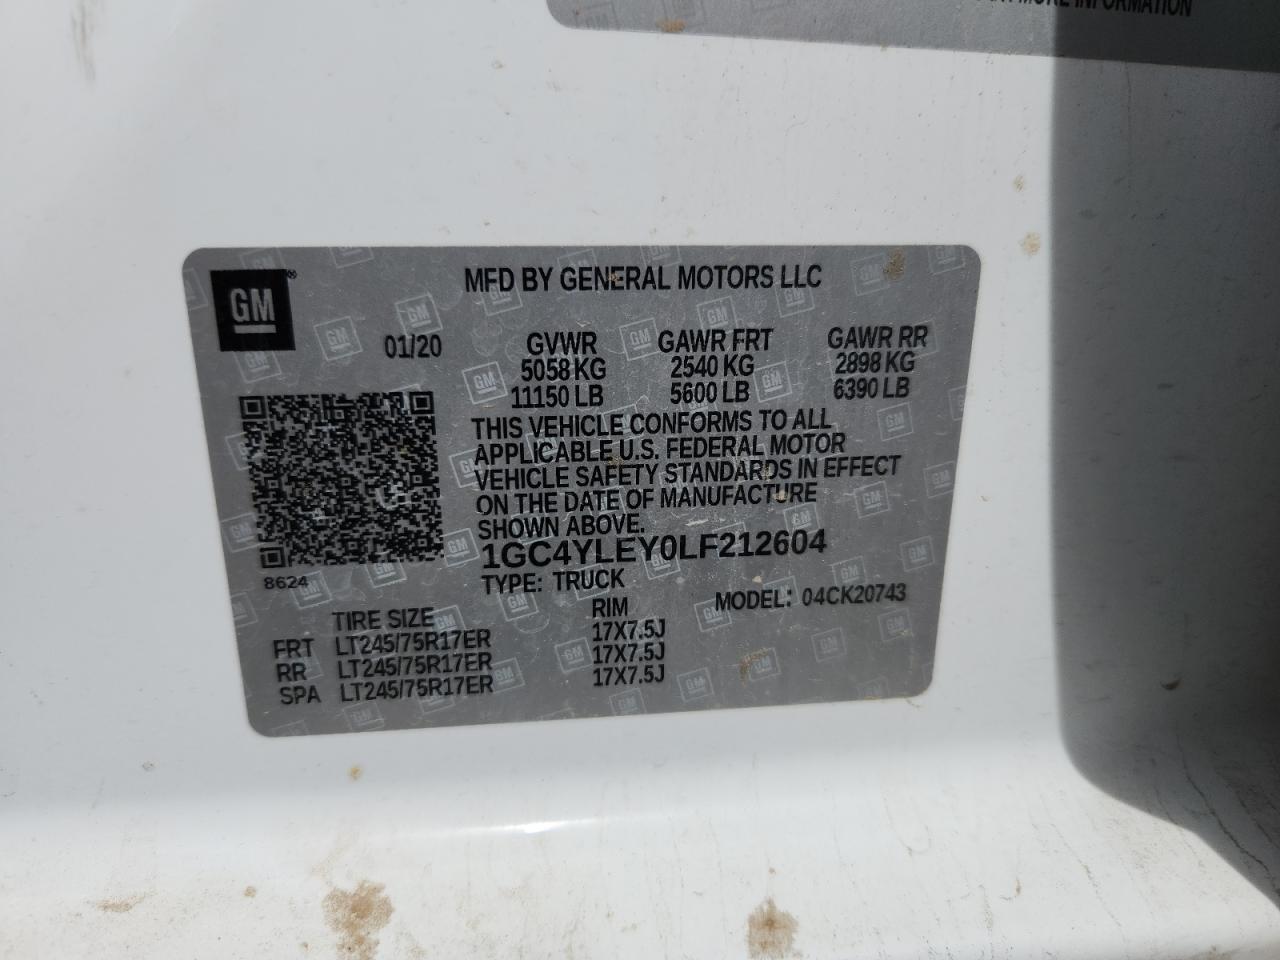 MORE INFORMATION
GM®
MFD BY GENERAL MOTORS LLC
01/20
GVWR GAWR FRT GAWR RR
5058 KG 2540 KG 2898 KG
11150 LB 5600 LB 6390 LB
THIS VEHICLE CONFORMS TO ALL
APPLICABLE U.S. FEDERAL MOTOR
VEHICLE SAFETY STANDARDS IN EFFECT
ON THE DATE OF MANUFACTURE
SHOWN ABOVE.
1GC4YLEY0LF212604
8624
TYPE: TRUCK
MODEL: 04CK20743
TIRE SIZE RIM
FRT LT245/75R17ER 17X7.5J
RR LT245/75R17ER 17X7.5J
SPA LT245/75R17ER 17X7.5J